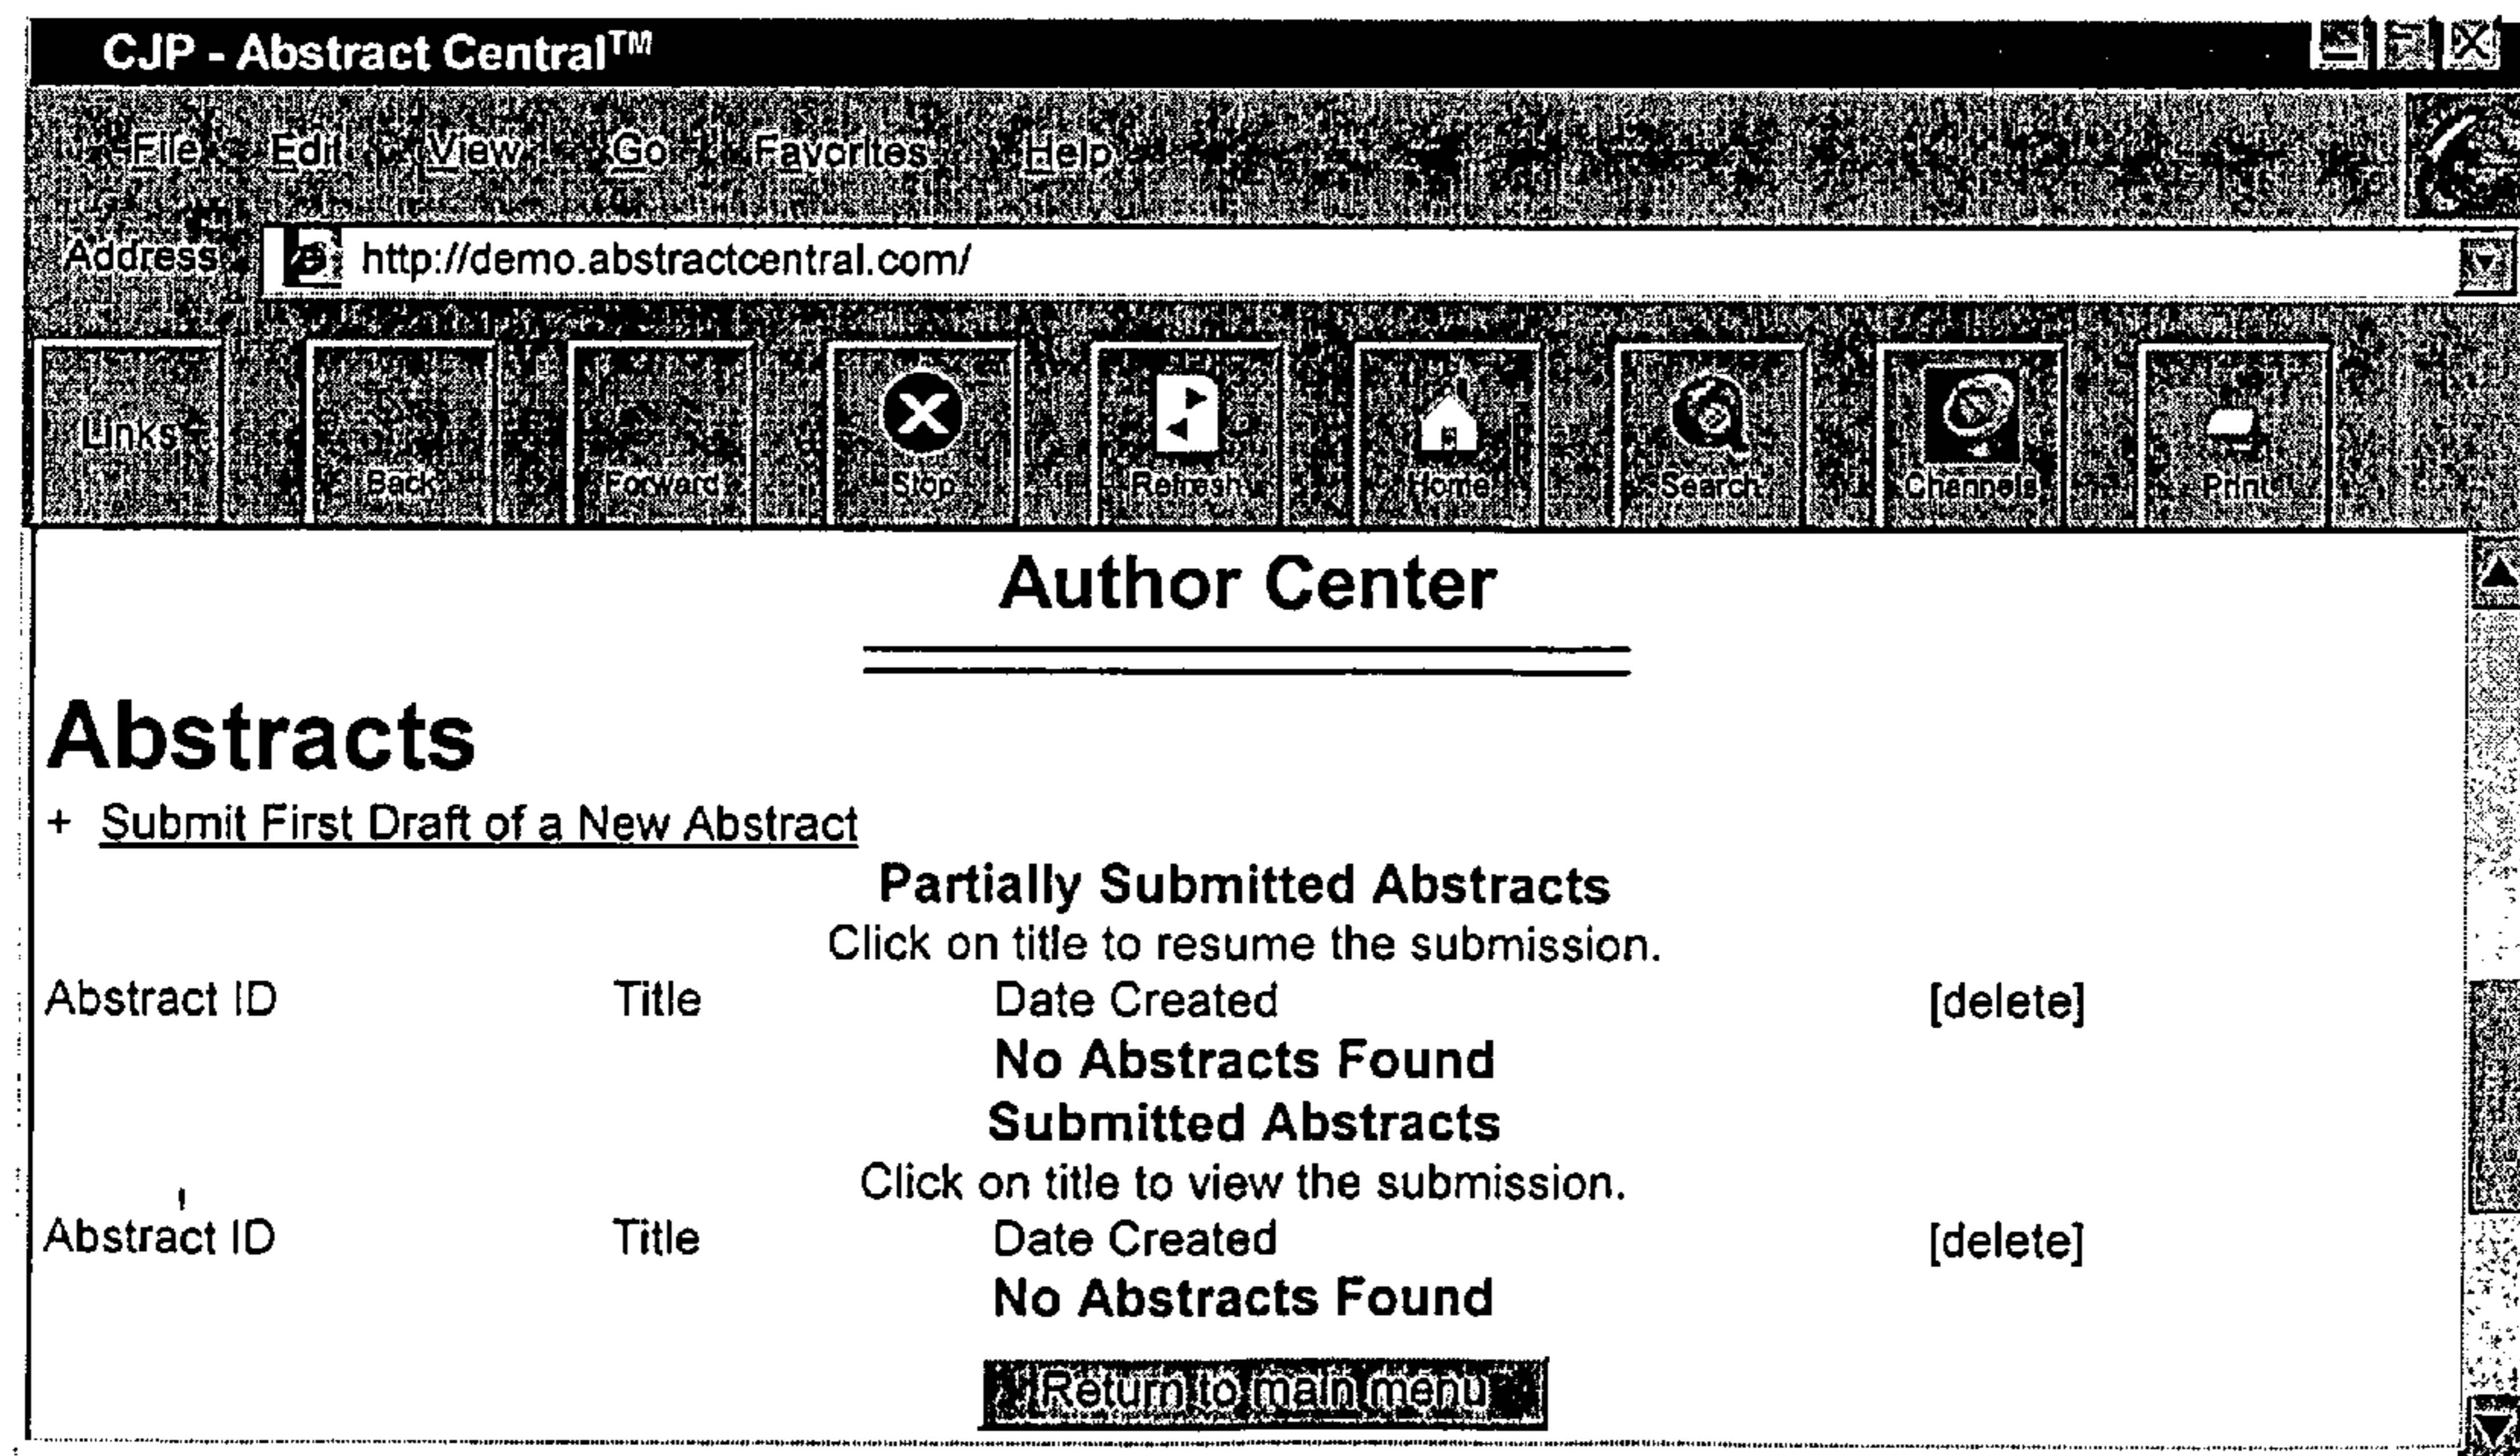 CJP - Abstract Central™
File Edit View Go Favorites Help
Address http://demo.abstractcentral.com/
Links Back Forward Stop Refresh Home Search Channels Print
Author Center
Abstracts
+ Submit First Draft of a New Abstract
Partially Submitted Abstracts
Click on title to resume the submission.
Abstract ID Title Date Created [delete]
No Abstracts Found
Submitted Abstracts
Click on title to view the submission.
Abstract ID Title Date Created [delete]
No Abstracts Found
Return to main menu